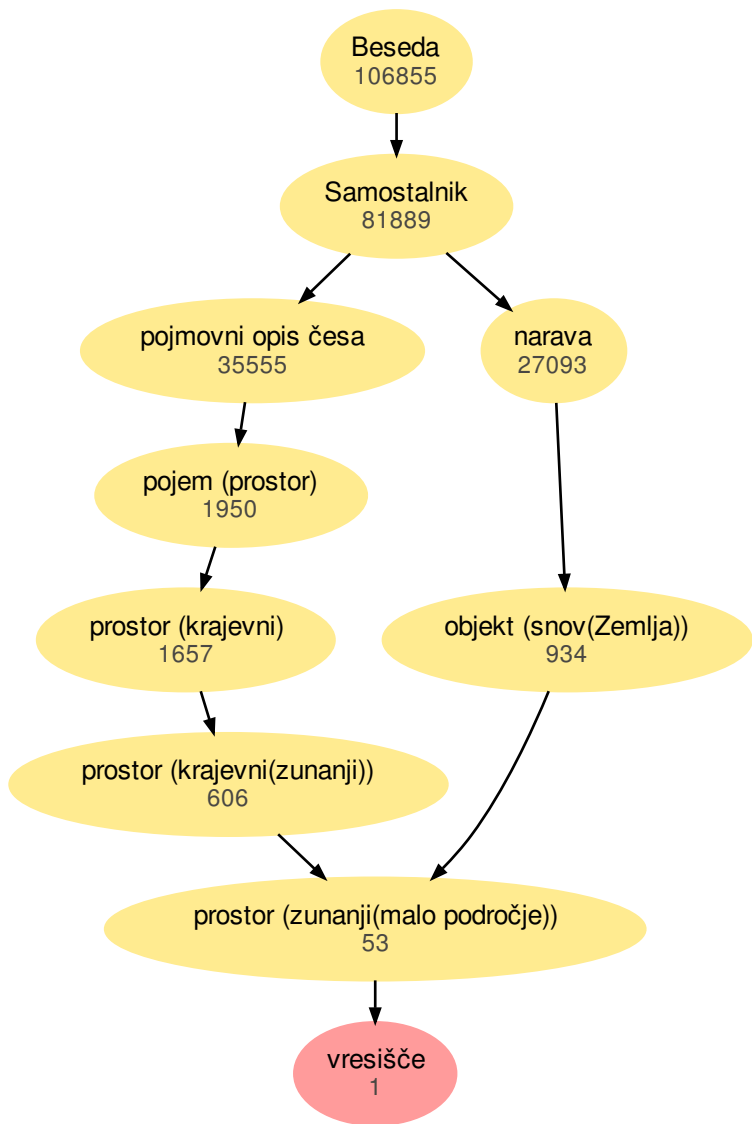 Beseda
106855
Samostalnik
81889
pojmovni opis česa
35555
narava
27093
pojem (prostor)
1950
prostor (krajevni)
1657
objekt (snov(Zemlja))
934
prostor (krajevni(zunanji))
606
prostor (zunanji(malo področje))
53
vresišče
1